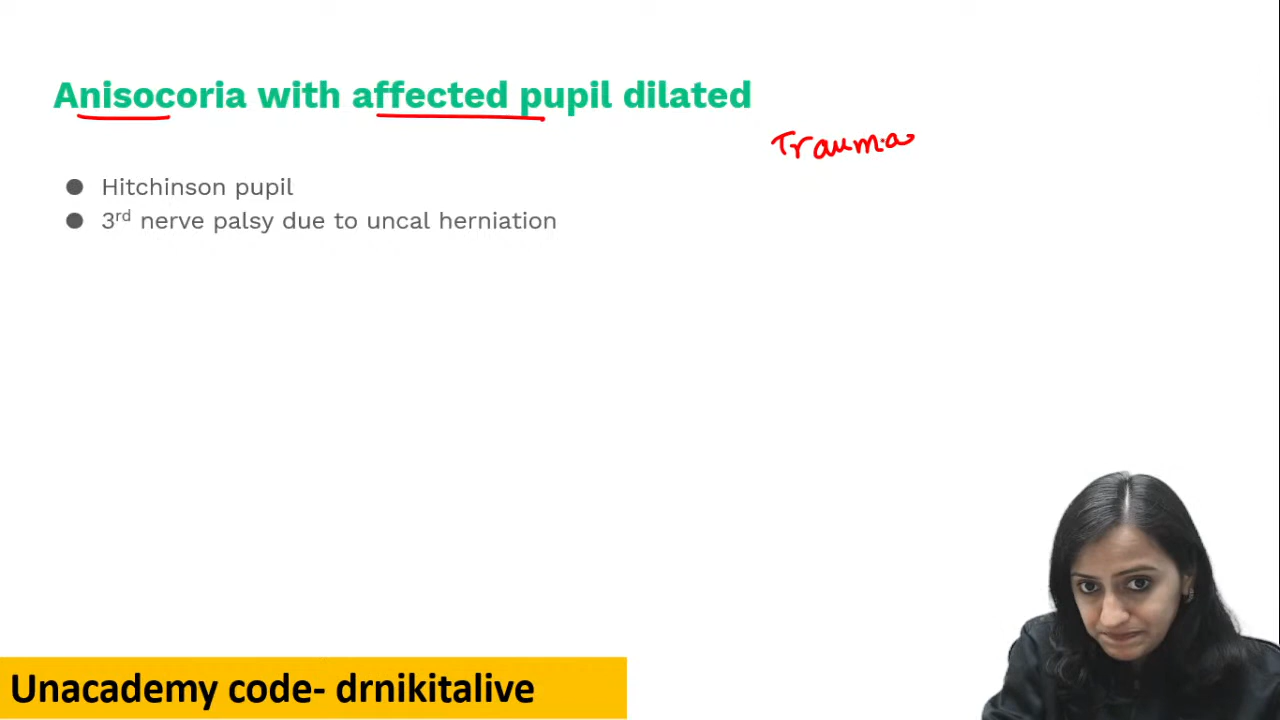 Anisocoria with affected pupil dilated
Trauma
● Hitchinson pupil
● 3rd nerve palsy due to uncal herniation
Unacademy code- drnikitalive